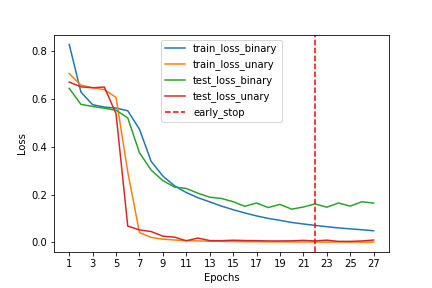 train_loss_binary
train_loss_unary
test_loss_binary
test_loss_unary
early_stop
0.8
0.6
0.4
0.2
0.0
Loss
1 3 5 7 9 11 13 15 17 19 21 23 25 27
Epochs